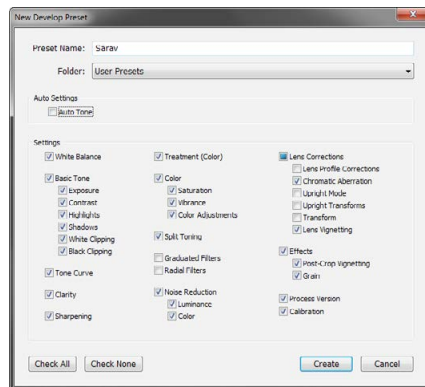 New Develop Preset
Preset Name: Sarav
Folder: User Presets
Auto Settings
Auto Tone
Settings
White Balance
Basic Tone
Exposure
Contrast
Highlights
Shadows
White Clipping
Black Clipping
Tone Curve
Clarity
Sharpening
Treatment (Color)
Color
Saturation
Vibrance
Color Adjustments
Split Toning
Graduated Filters
Radial Filters
Noise Reduction
Luminance
Color
Lens Corrections
Lens Profile Corrections
Chromatic Aberration
Upright Mode
Upright Transforms
Transform
Lens Vignetting
Effects
Post-Crop Vignetting
Grain
Process Version
Calibration
Check All
Check None
Create
Cancel